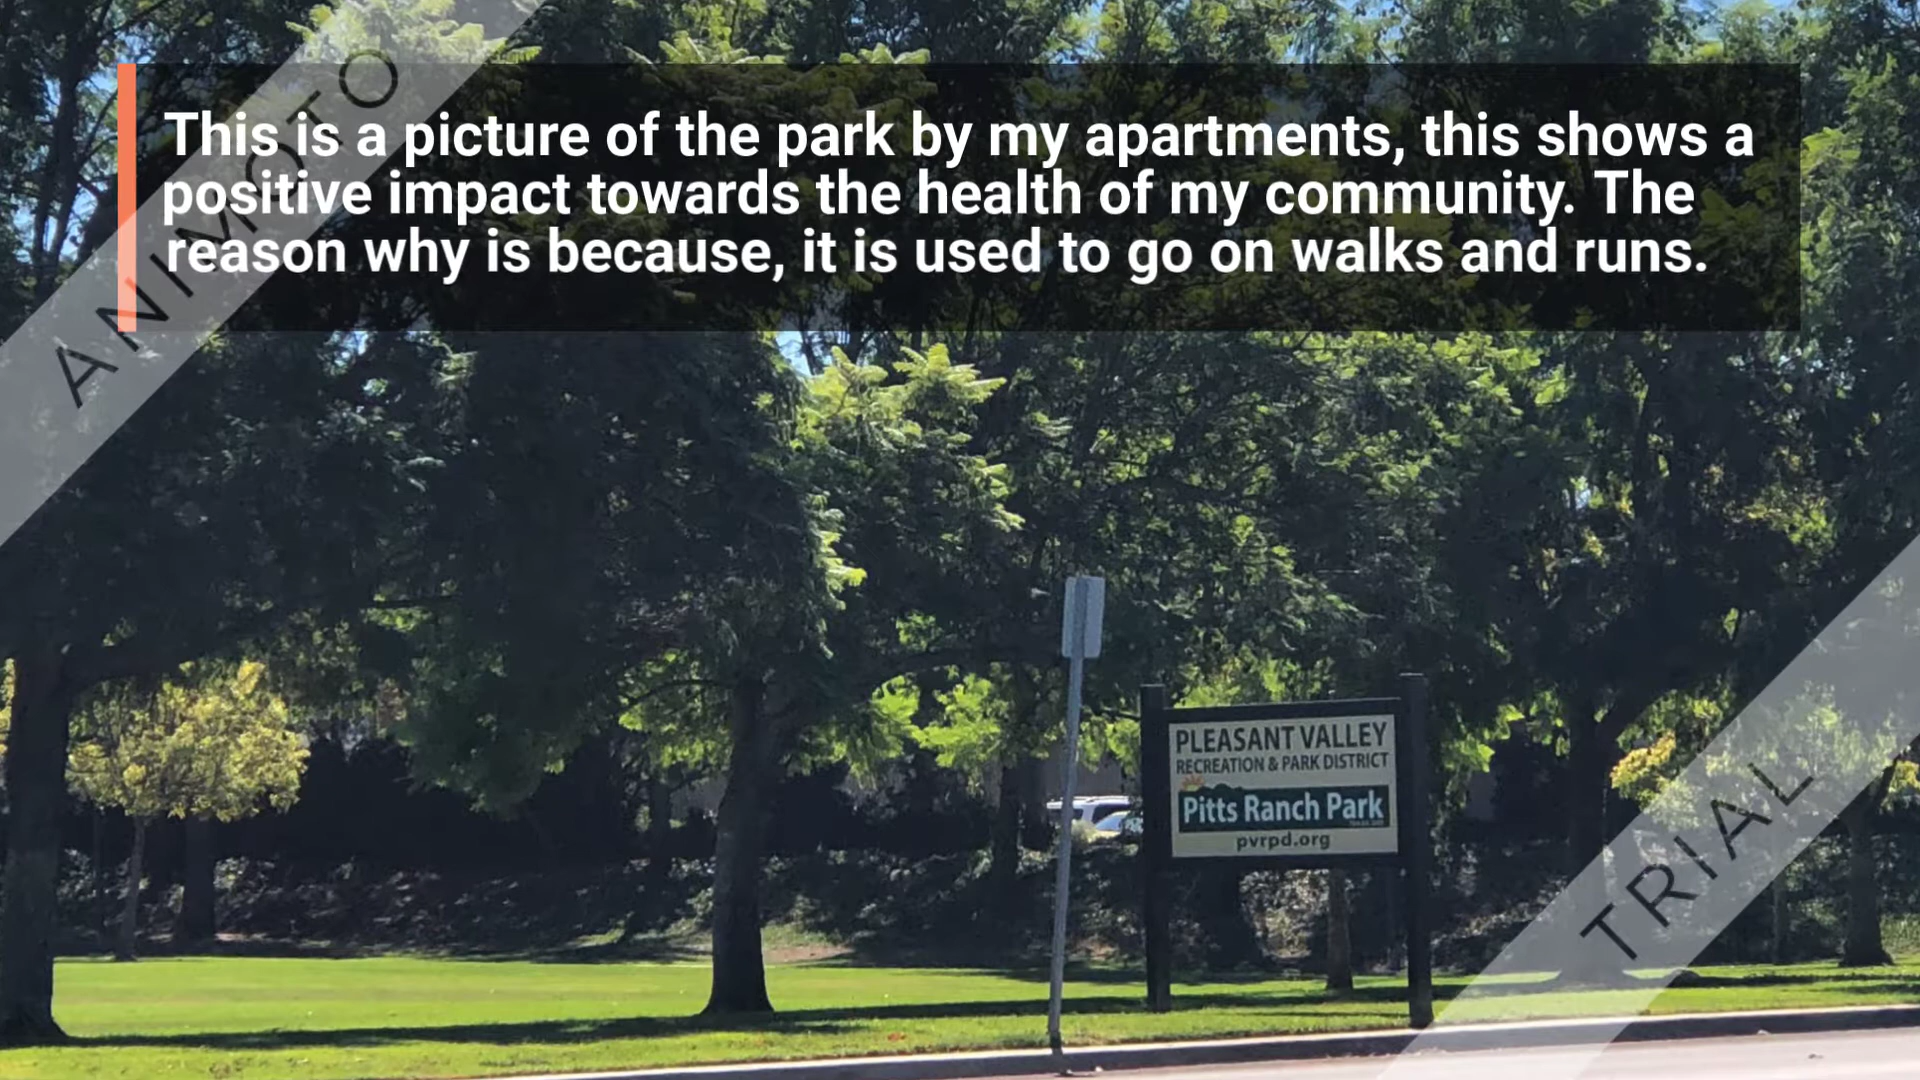 This is a picture of the park by my apartments, this shows a
positive impact towards the health of my community. The
reason why is because, it is used to go on walks and runs.
ANIMOTO
PLEASANT VALLEY
RECREATION & PARK DISTRICT
Pitts Ranch Park
pvrpd.org
TRIAL